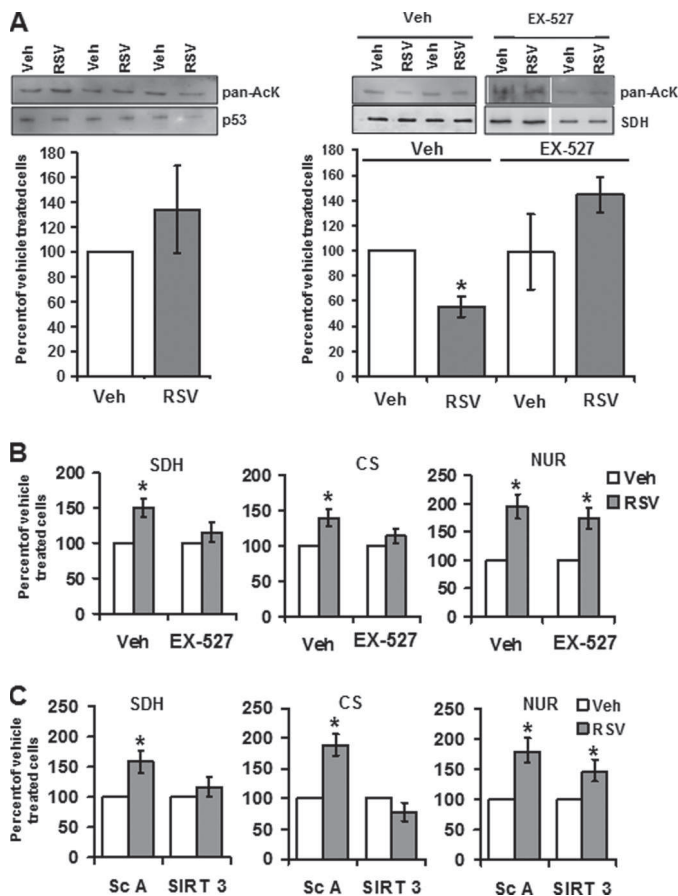 A
Veh RSV Veh RSV Veh RSV
pan-AcK
p53
Percent of vehicle treated cells
180
160
140
120
100
80
60
40
20
0
Veh RSV
Veh EX-527
Veh RSV Veh RSV Veh RSV Veh RSV
pan-AcK
SDH
Veh EX-527
Percent of vehicle treated cells
180
160
140
120
100
80
60
40
20
0
*
Veh RSV Veh RSV
B
SDH
Percent of vehicle
treated cells
200
150
100
50
0
*
Veh EX-527
CS
200
150
100
50
0
*
Veh EX-527
NUR
250
200
150
100
50
0
* *
Veh EX-527
Veh
RSV
C
SDH
Percent of vehicle
treated cells
250
200
150
100
50
0
*
Sc A SIRT 3
CS
250
200
150
100
50
0
*
Sc A SIRT 3
NUR
250
200
150
100
50
0
* *
Sc A SIRT 3
Veh
RSV